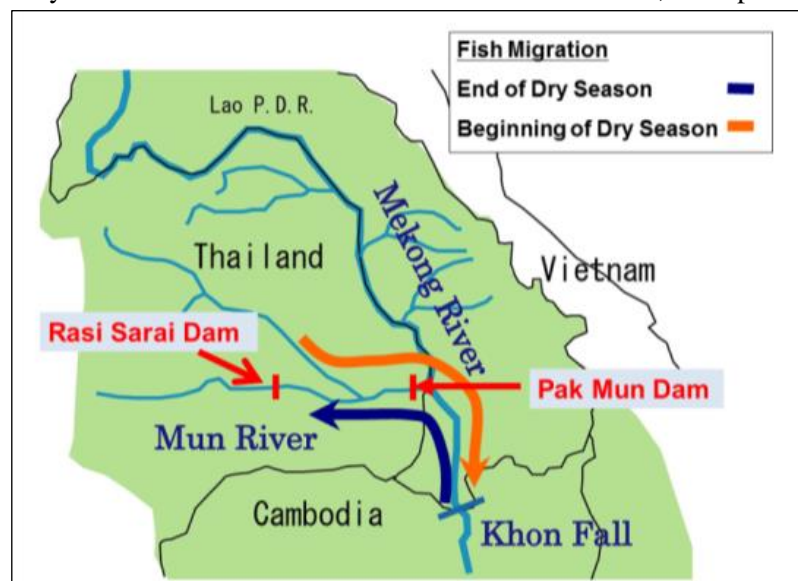 Fish Migration
End of Dry Season
Beginning of Dry Season
Lao P.D.R.
Mekong River
Thailand
Vietnam
Rasi Sarai Dam
Pak Mun Dam
Mun River
Cambodia
Khon Fall